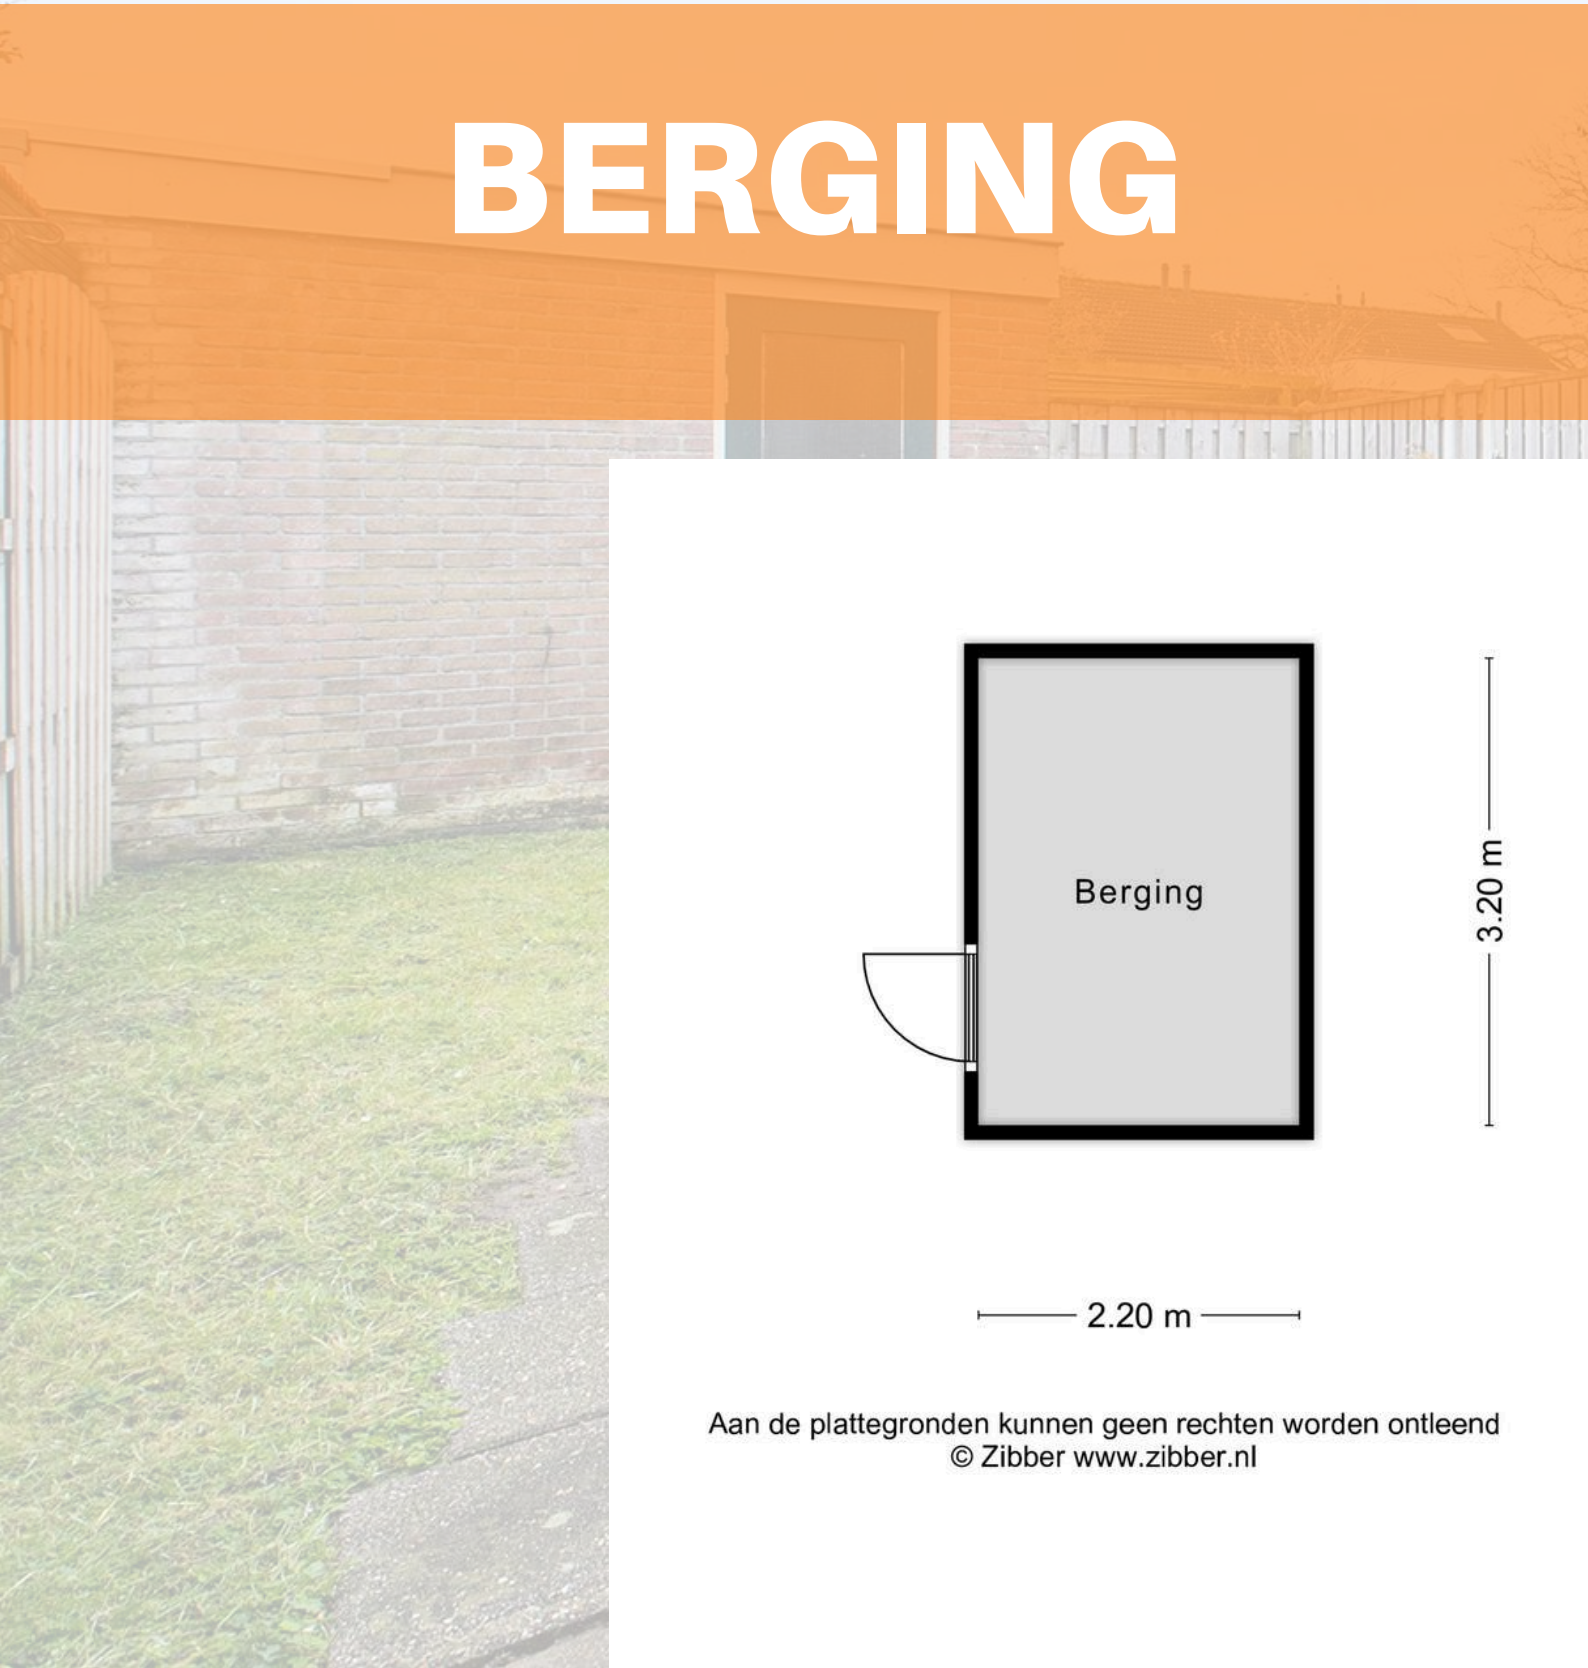 BERGING
Berging
3.20 m
2.20 m
Aan de plattegronden kunnen geen rechten worden ontleend
© Zibber www.zibber.nl